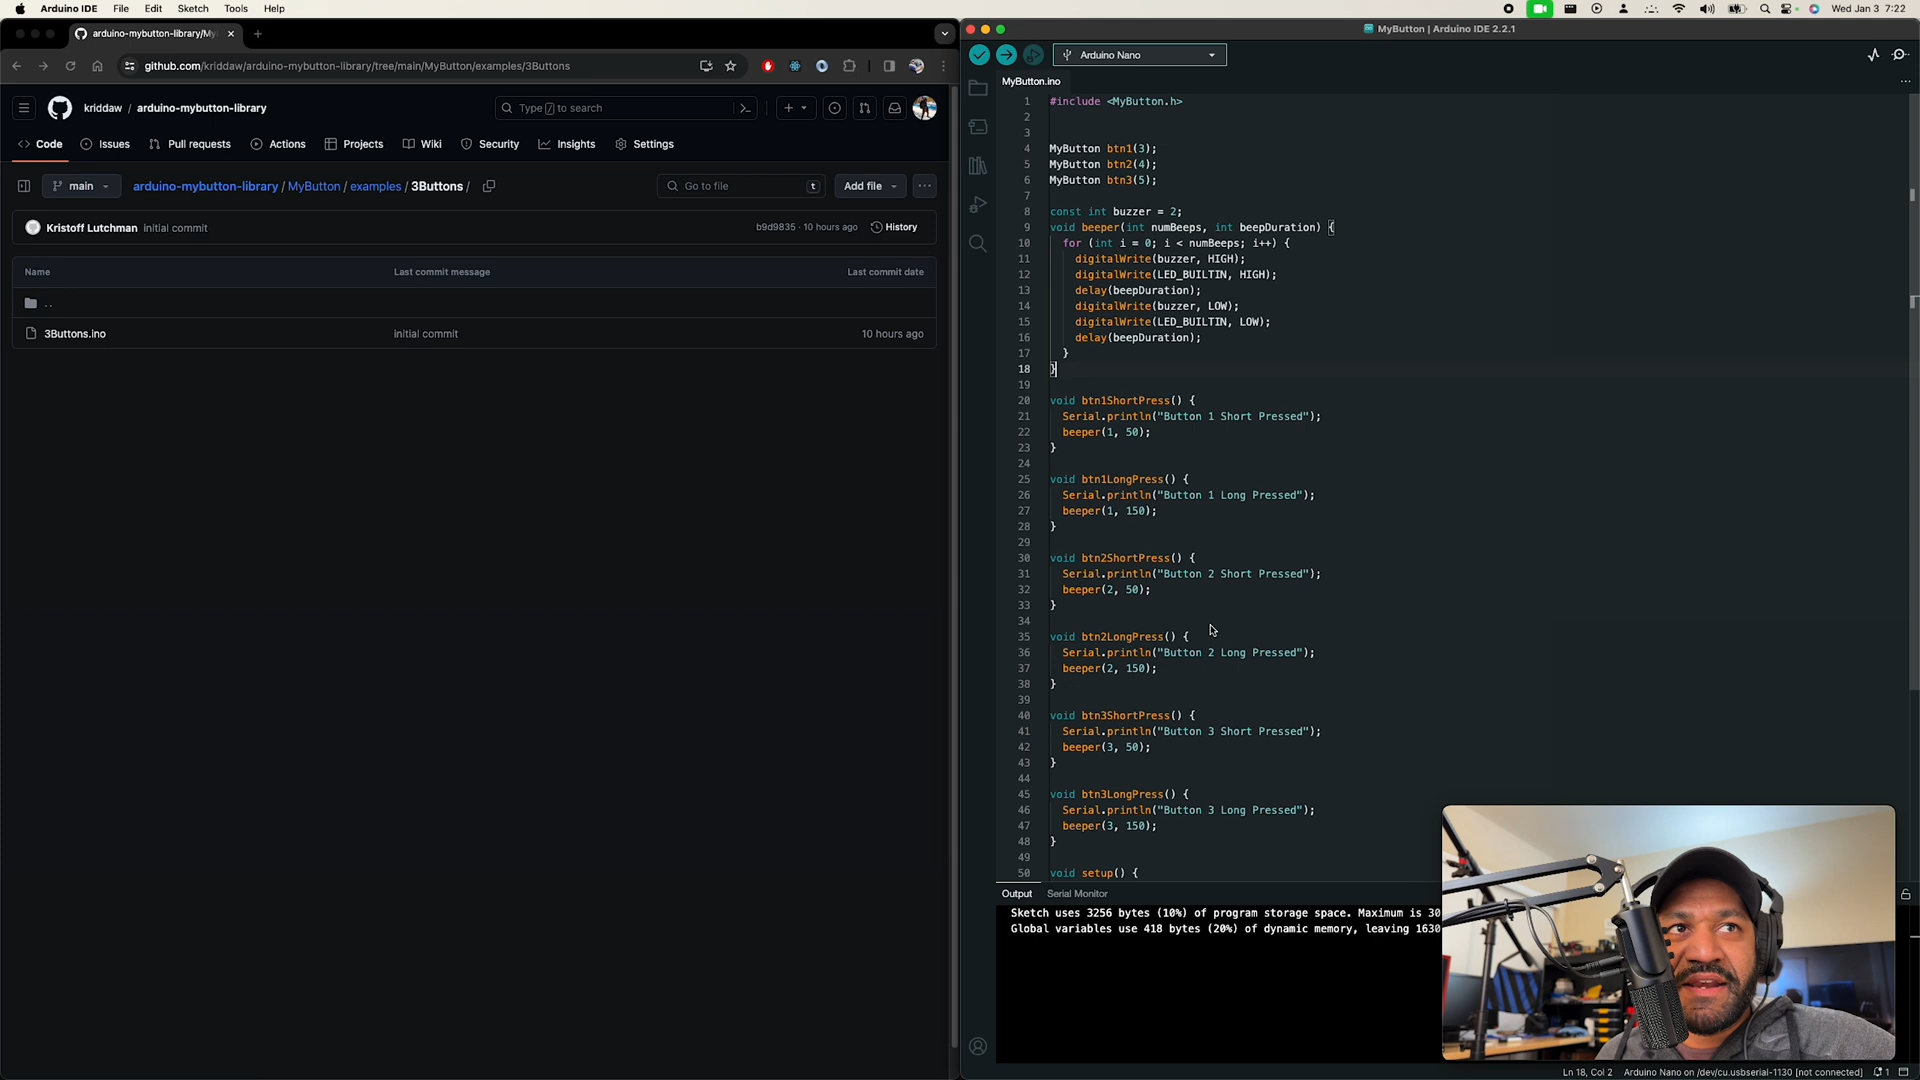 Arduino IDE File Edit Sketch Tools Help
Wed Jan 3 7:22
arduino-mybutton-library/My
github.com/kriddaw/arduino-mybutton-library/tree/main/MyButton/examples/3Buttons
kriddaw / arduino-mybutton-library
Type / to search
Code Issues Pull requests Actions Projects Wiki Security Insights Settings
main arduino-mybutton-library / MyButton / examples / 3Buttons /
Go to file t Add file
Kristoff Lutchman initial commit b9d9835 · 10 hours ago History
Name Last commit message Last commit date
..
3Buttons.ino initial commit 10 hours ago
MyButton | Arduino IDE 2.2.1
Arduino Nano
MyButton.ino
1 #include <MyButton.h>
2
3
4 MyButton btn1(3);
5 MyButton btn2(4);
6 MyButton btn3(5);
7
8 const int buzzer = 2;
9 void beeper(int numBeeps, int beepDuration) {
10 for (int i = 0; i < numBeeps; i++) {
11 digitalWrite(buzzer, HIGH);
12 digitalWrite(LED_BUILTIN, HIGH);
13 delay(beepDuration);
14 digitalWrite(buzzer, LOW);
15 digitalWrite(LED_BUILTIN, LOW);
16 delay(beepDuration);
17 }
18 }
19
20 void btn1ShortPress() {
21 Serial.println("Button 1 Short Pressed");
22 beeper(1, 50);
23 }
24
25 void btn1LongPress() {
26 Serial.println("Button 1 Long Pressed");
27 beeper(1, 150);
28 }
29
30 void btn2ShortPress() {
31 Serial.println("Button 2 Short Pressed");
32 beeper(2, 50);
33 }
34
35 void btn2LongPress() {
36 Serial.println("Button 2 Long Pressed");
37 beeper(2, 150);
38 }
39
40 void btn3ShortPress() {
41 Serial.println("Button 3 Short Pressed");
42 beeper(3, 50);
43 }
44
45 void btn3LongPress() {
46 Serial.println("Button 3 Long Pressed");
47 beeper(3, 150);
48 }
49
50 void setup() {
Output Serial Monitor
Sketch uses 3256 bytes (10%) of program storage space. Maximum is 30
Global variables use 418 bytes (20%) of dynamic memory, leaving 1630
Ln 18, Col 2 Arduino Nano on /dev/cu.usbserial-1130 [not connected] 1